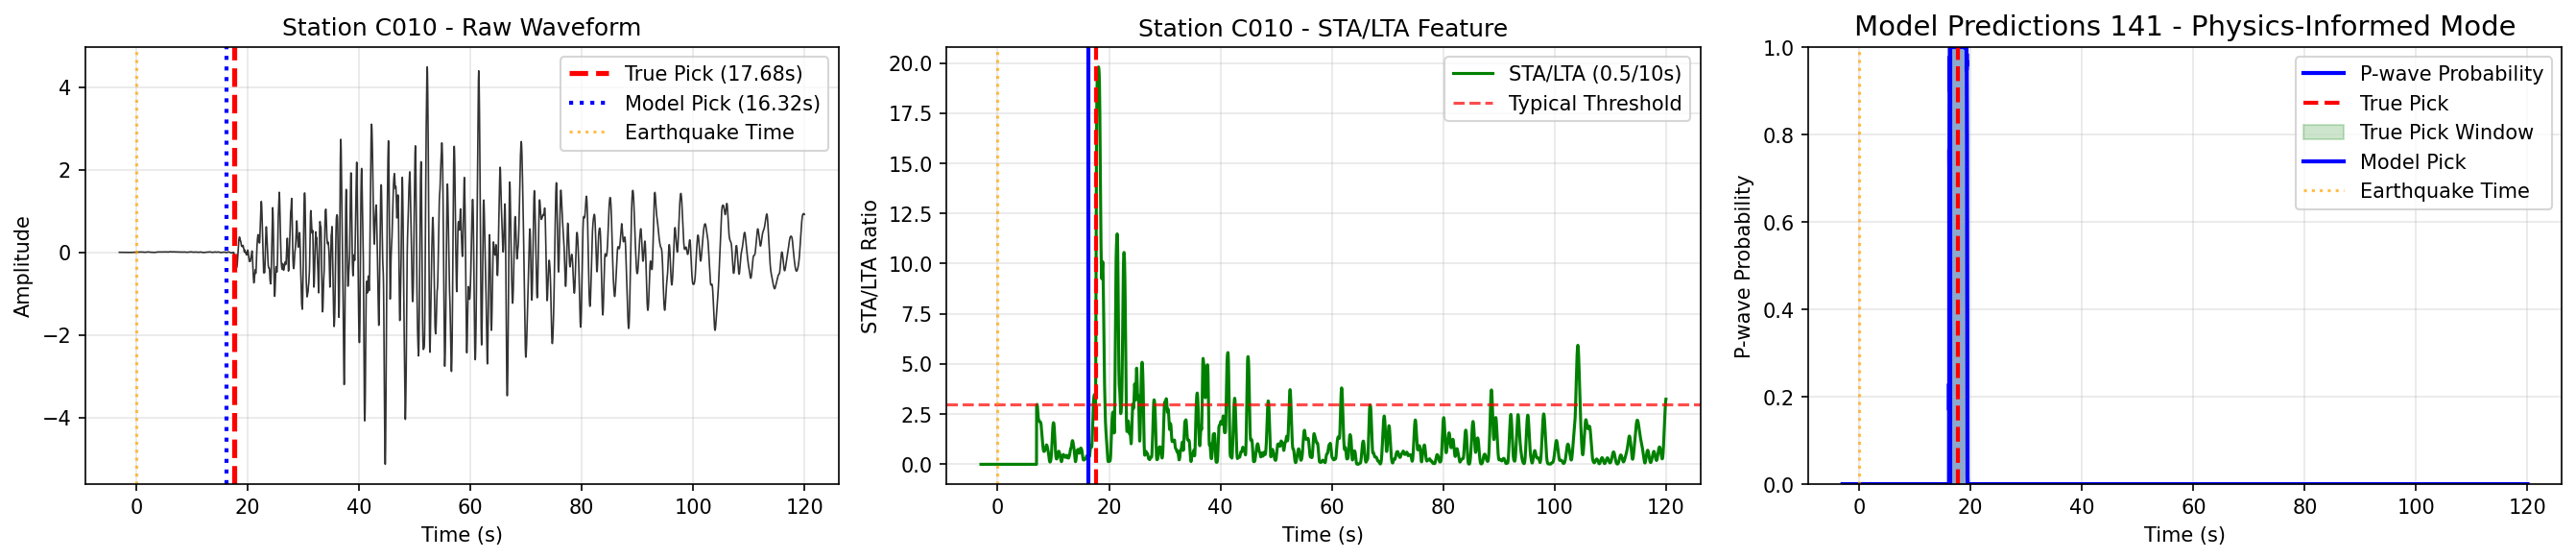 Station C010 - Raw Waveform
Amplitude
4
2
0
−2
−4
True Pick (17.68s)
Model Pick (16.32s)
Earthquake Time
0
20
40
60
80
100
120
Time (s)
Station C010 - STA/LTA Feature
STA/LTA Ratio
20.0
17.5
15.0
12.5
10.0
7.5
5.0
2.5
0.0
STA/LTA (0.5/10s)
Typical Threshold
0
20
40
60
80
100
120
Time (s)
Model Predictions 141 - Physics-Informed Mode
P-wave Probability
1.0
0.8
0.6
0.4
0.2
0.0
P-wave Probability
True Pick
True Pick Window
Model Pick
Earthquake Time
0
20
40
60
80
100
120
Time (s)